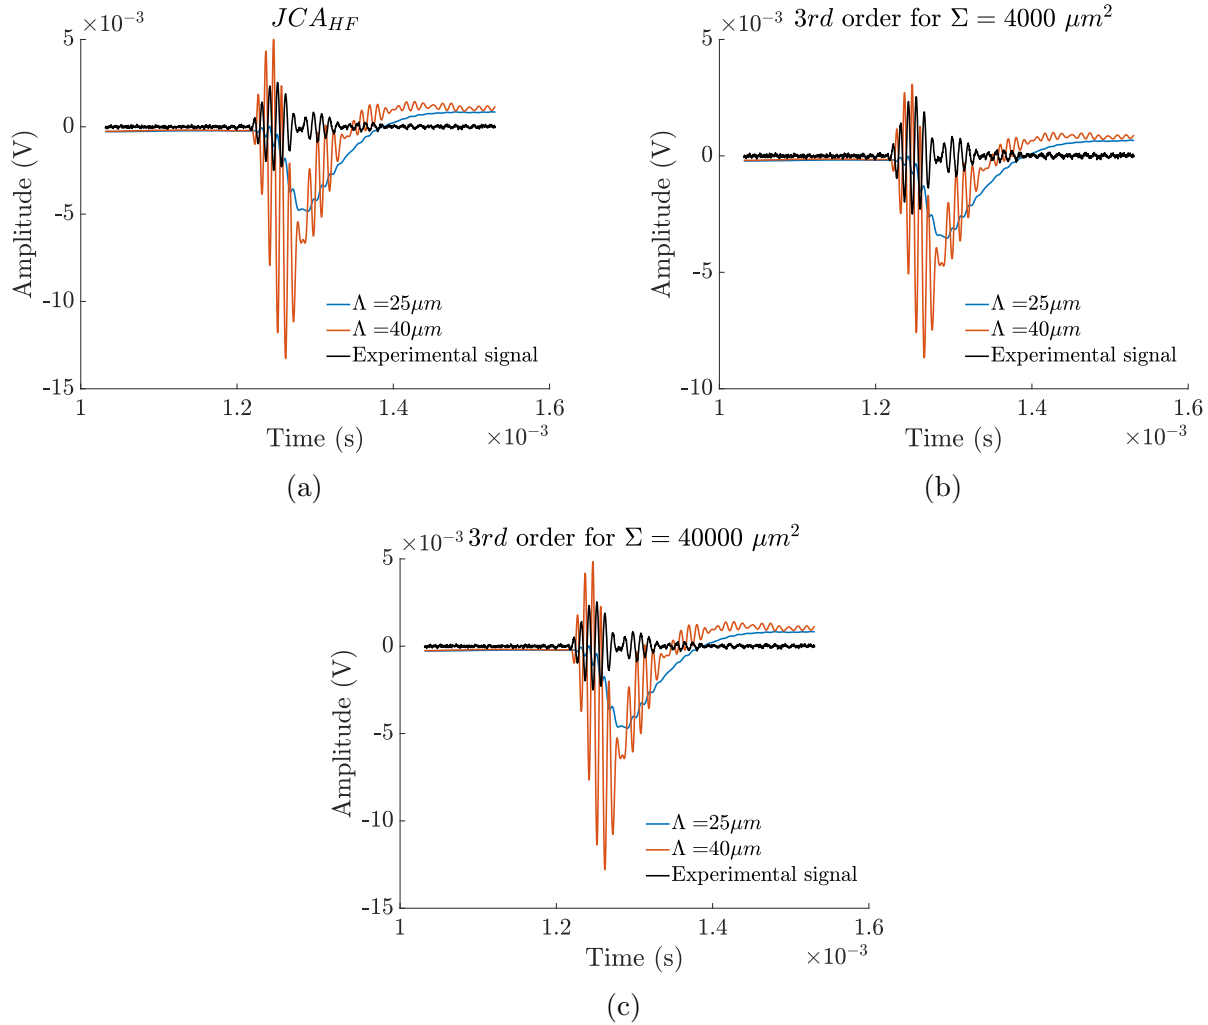 ×10⁻³ JCA_HF
5
0
-5
-10
-15
Amplitude (V)
Λ =25μm
Λ =40μm
Experimental signal
1 1.2 1.4 1.6
Time (s) ×10⁻³
(a)
×10⁻³ 3rd order for Σ = 4000 μm²
5
0
-5
-10
Amplitude (V)
Λ =25μm
Λ =40μm
Experimental signal
1 1.2 1.4 1.6
Time (s) ×10⁻³
(b)
×10⁻³ 3rd order for Σ = 40000 μm²
5
0
-5
-10
-15
Amplitude (V)
Λ =25μm
Λ =40μm
Experimental signal
1 1.2 1.4 1.6
Time (s) ×10⁻³
(c)